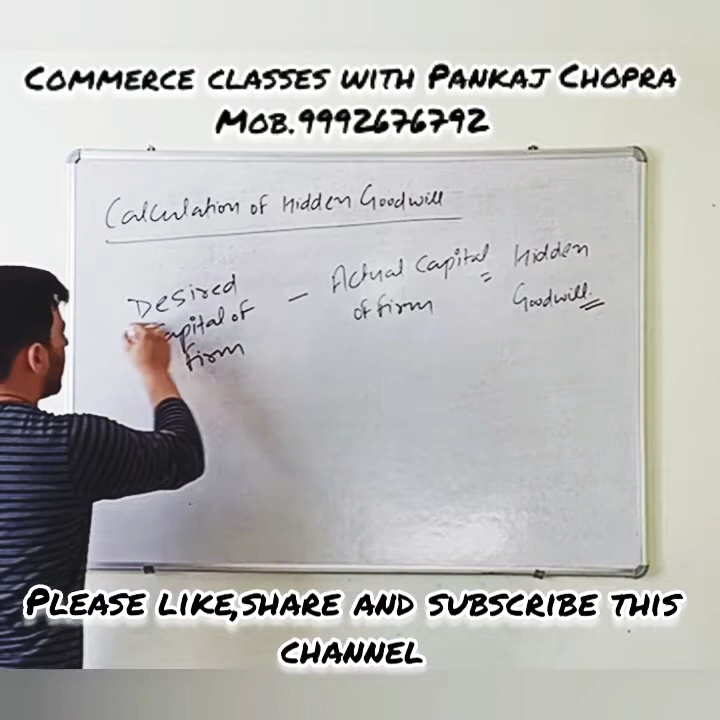 COMMERCE CLASSES WITH PANKAJ CHOPRA
MOB.9992676792
Calculation of Hidden Goodwill
Desired
Capital of
firm
— Actual Capital
of firm
= Hidden
Goodwill.
PLEASE LIKE,SHARE AND SUBSCRIBE THIS
CHANNEL